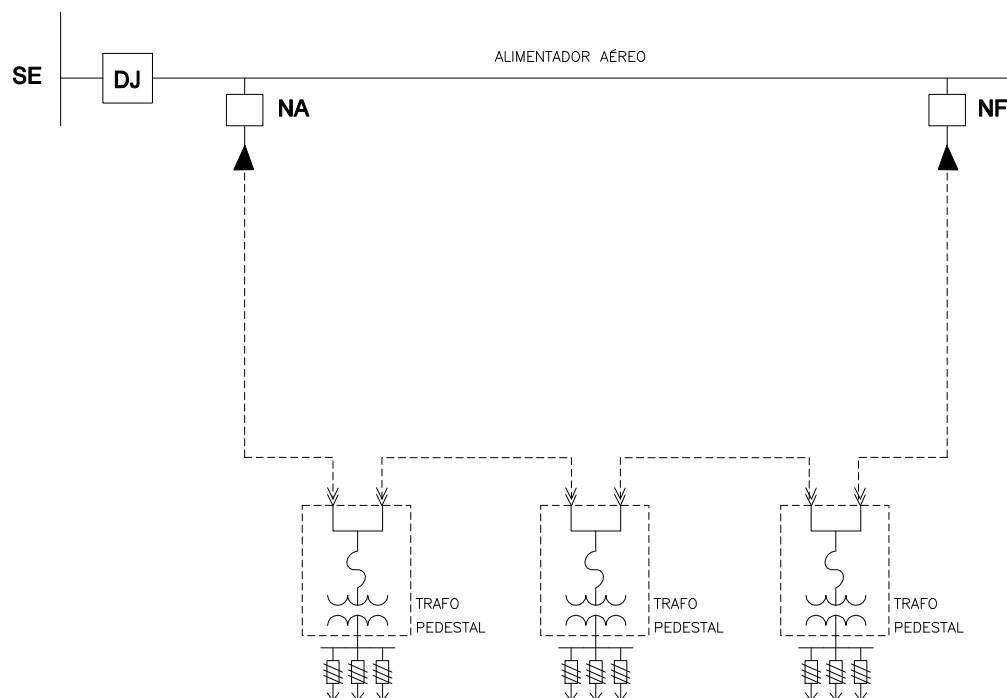 ALIMENTADOR AÉREO
SE
DJ
NA
NF
TRAFO
PEDESTAL
TRAFO
PEDESTAL
TRAFO
PEDESTAL